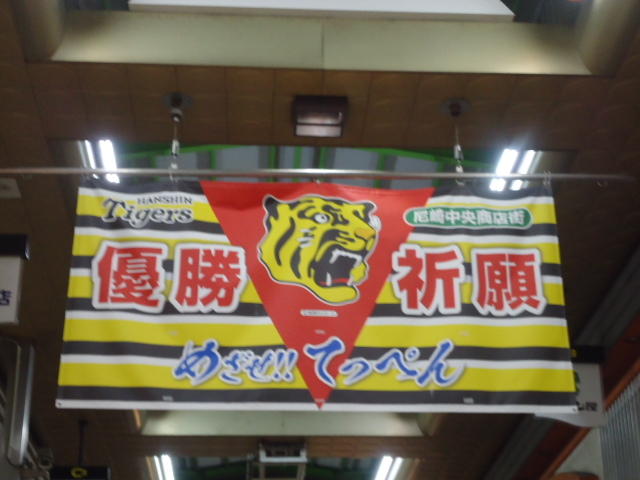 HANSHIN
Tigers
尼崎中央商店街
優勝祈願
めざせ!! てっぺん
店